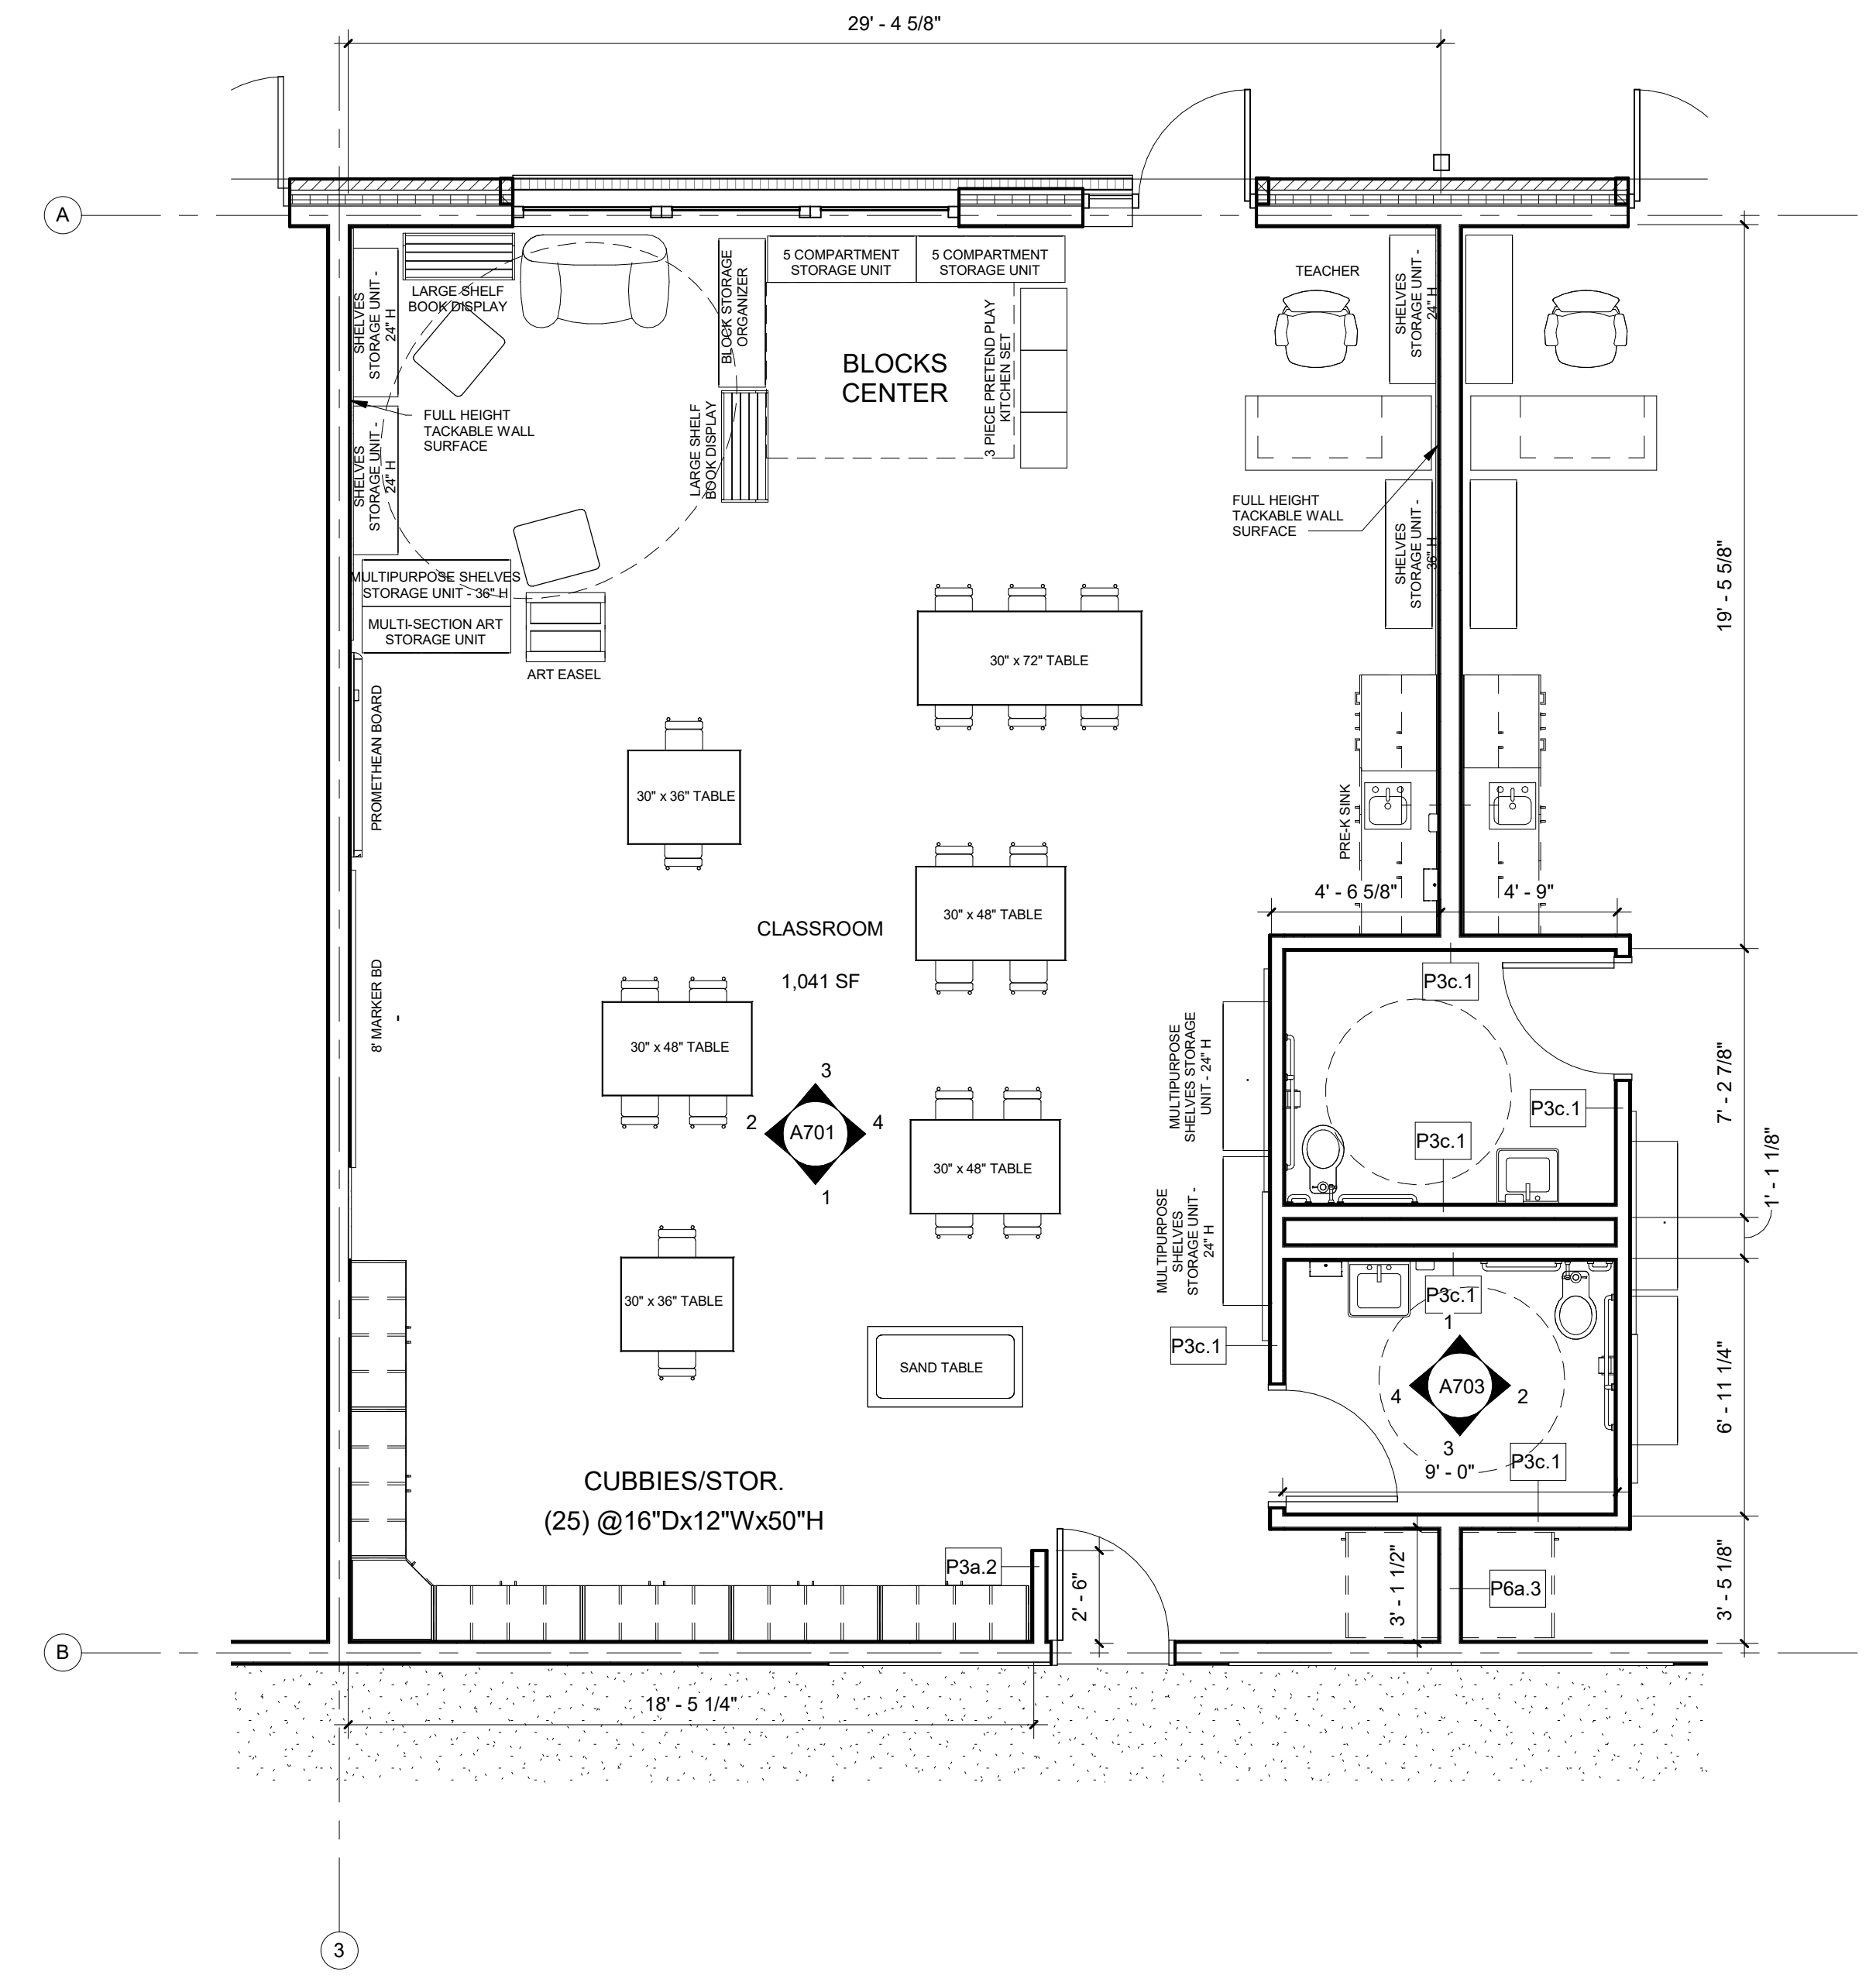 29' - 4 5/8"
A
5 COMPARTMENT
STORAGE UNIT
5 COMPARTMENT
STORAGE UNIT
TEACHER
SHELVES
STORAGE UNIT -
24" H
LARGE SHELF
BOOK DISPLAY
BLOCK STORAGE
ORGANIZER
BLOCKS
CENTER
3 PIECE PRETEND PLAY
KITCHEN SET
SHELVES
STORAGE UNIT -
24" H
FULL HEIGHT
TACKABLE WALL
SURFACE
SHELVES
STORAGE UNIT -
24" H
LARGE SHELF
BOOK DISPLAY
FULL HEIGHT
TACKABLE WALL
SURFACE
SHELVES
STORAGE UNIT -
36" H
19' - 5 5/8"
MULTIPURPOSE SHELVES
STORAGE UNIT - 36" H
MULTI-SECTION ART
STORAGE UNIT
ART EASEL
30" x 72" TABLE
PROMETHEAN BOARD
30" x 36" TABLE
PRE-K SINK
4' - 6 5/8"
4' - 9"
30" x 48" TABLE
CLASSROOM
1,041 SF
8' MARKER BD
-
30" x 48" TABLE
P3c.1
MULTIPURPOSE
SHELVES STORAGE
UNIT - 24" H
P3c.1
7' - 2 7/8"
P3c.1
3
2
A701
4
1
30" x 48" TABLE
1' - 1 1/8"
MULTIPURPOSE
SHELVES
STORAGE UNIT -
24" H
30" x 36" TABLE
P3c.1
1
P3c.1
SAND TABLE
4
A703
2
3
6' - 11 1/4"
9' - 0"
P3c.1
CUBBIES/STOR.
(25) @16"Dx12"Wx50"H
P3a.2
2' - 6"
3' - 1 1/2"
P6a.3
3' - 5 1/8"
B
18' - 5 1/4"
3